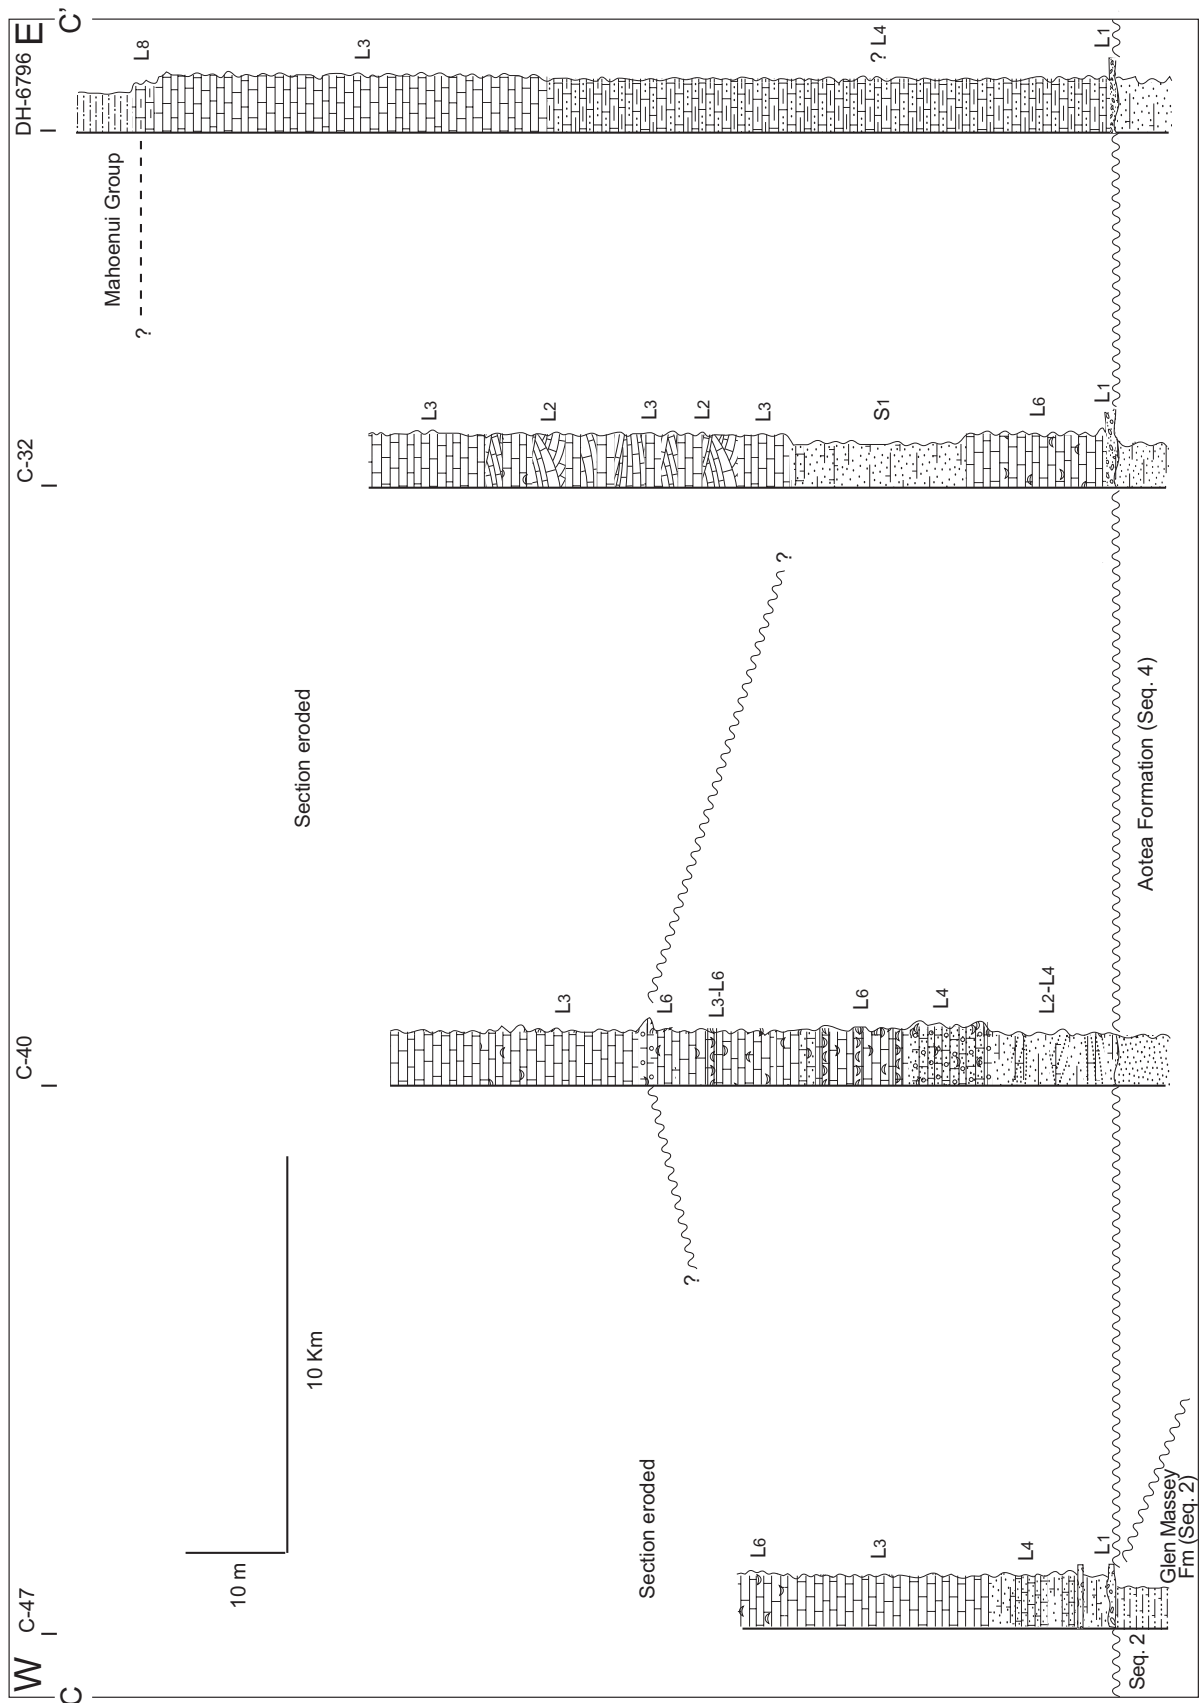 C
C'
W
E
C-47
C-40
C-32
DH-6796
10 m
10 Km
Section eroded
Section eroded
Mahoenui Group
?
L6
L3
L4
L1
Seq. 2
Glen Massey
Fm (Seq. 2)
?
L3
L6
L3-L6
L6
L4
L2-L4
?
Aotea Formation (Seq. 4)
L3
L2
L3
L2
L3
S1
L6
L1
L8
L3
? L4
L1